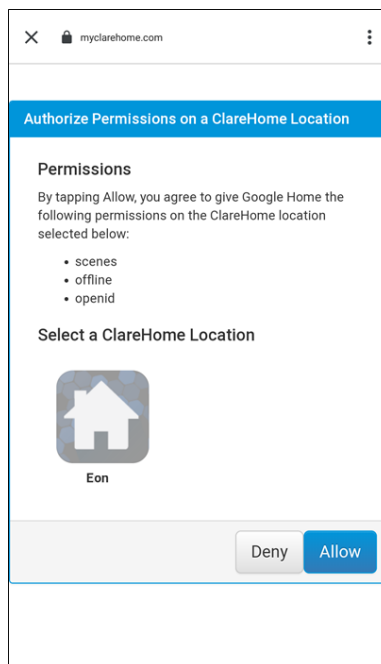 myclarehome.com
Authorize Permissions on a ClareHome Location
Permissions
By tapping Allow, you agree to give Google Home the
following permissions on the ClareHome location
selected below:
• scenes
• offline
• openid
Select a ClareHome Location
Eon
Deny Allow